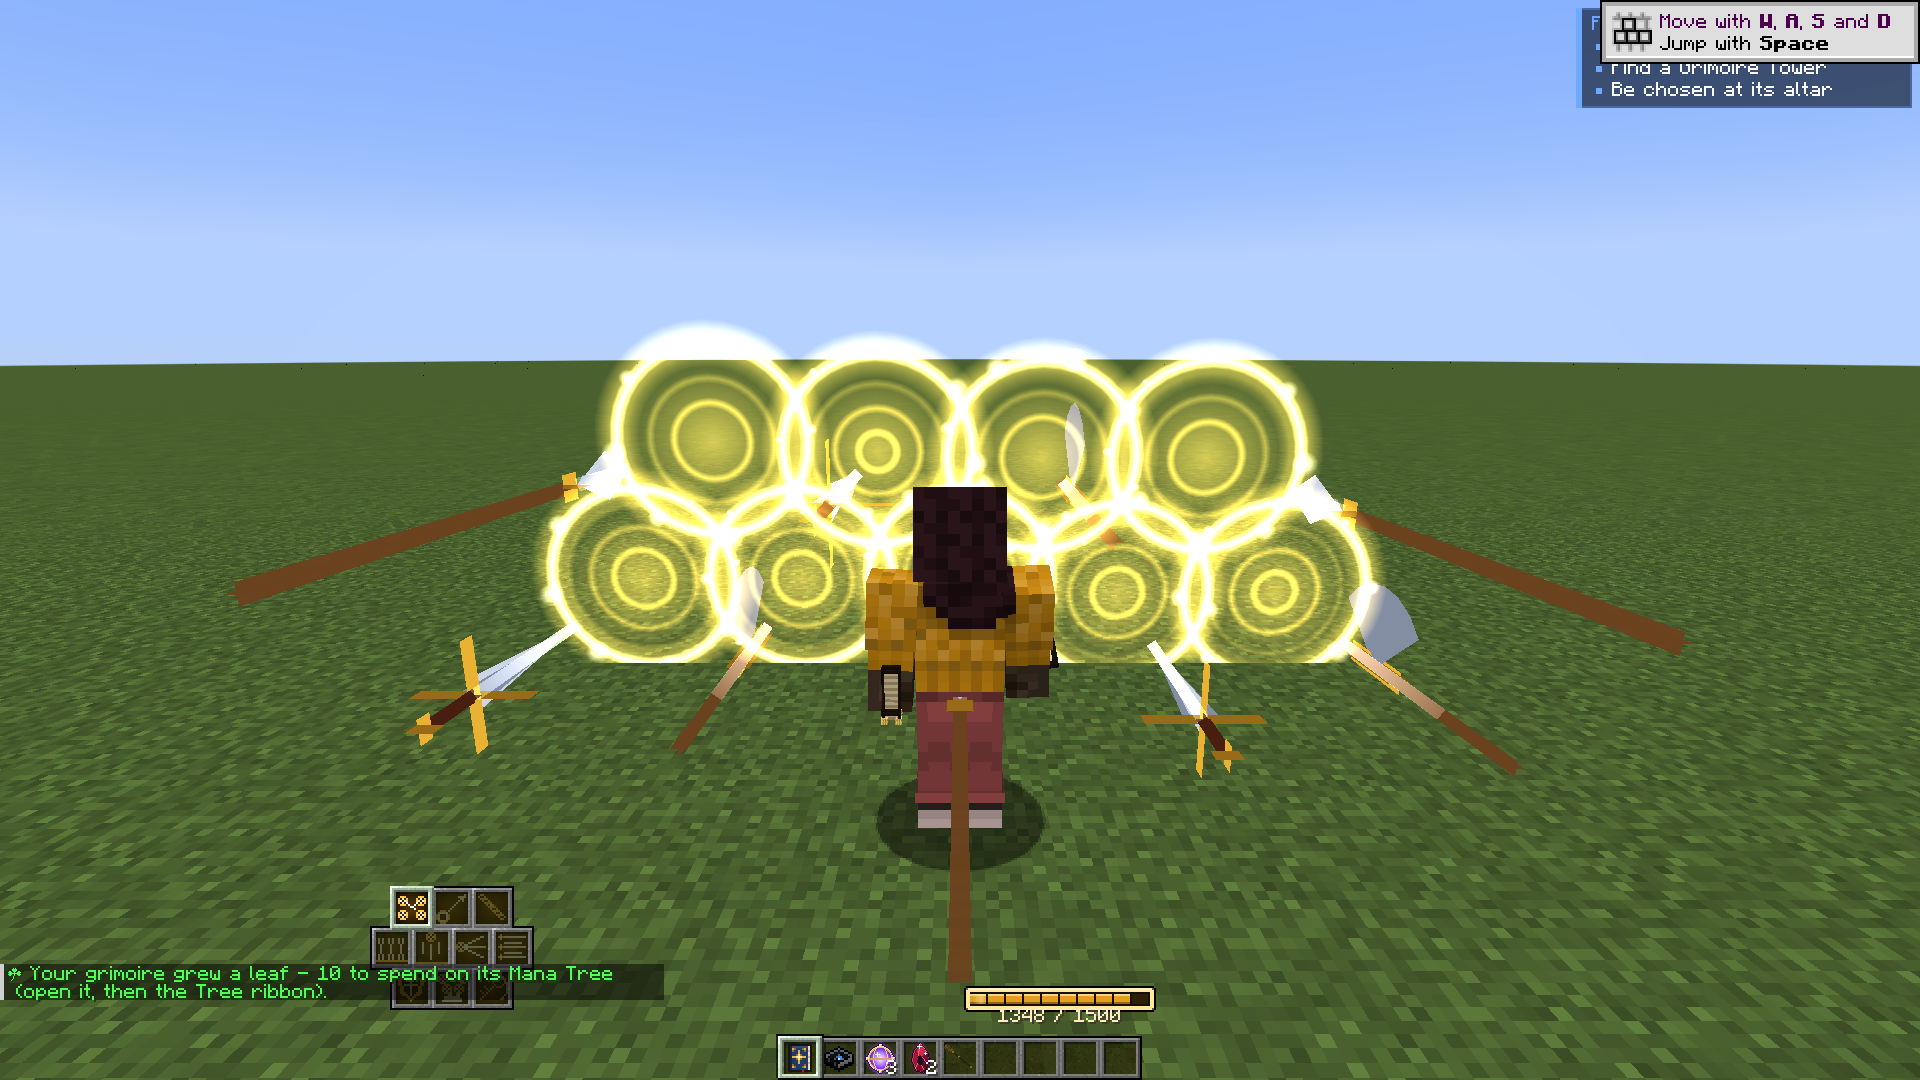 Move with W, A, S and D
Jump with Space
Find a Grimoire Tower
Be chosen at its altar
Your grimoire grew a leaf - 10 to spend on its Mana Tree
(open it, then the Tree ribbon).
1348 / 1500
3
2